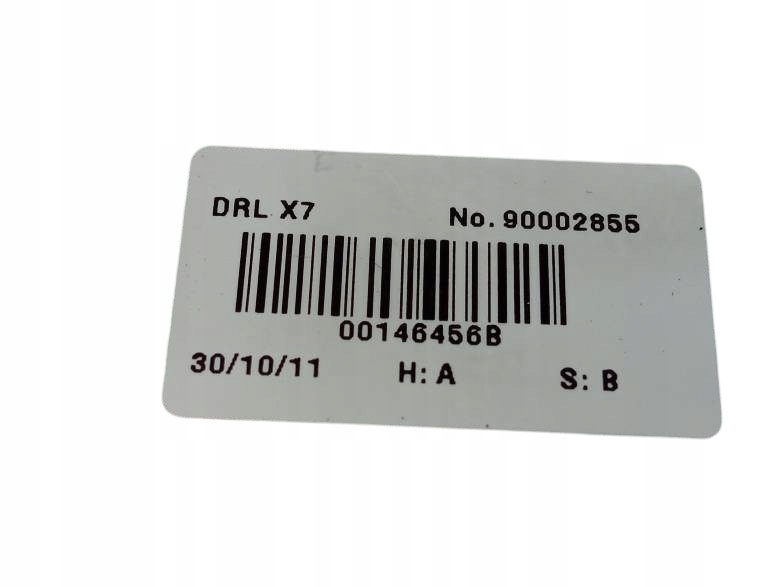 DRL X7 No. 90002855
00146456B
30/10/11 H: A S: B